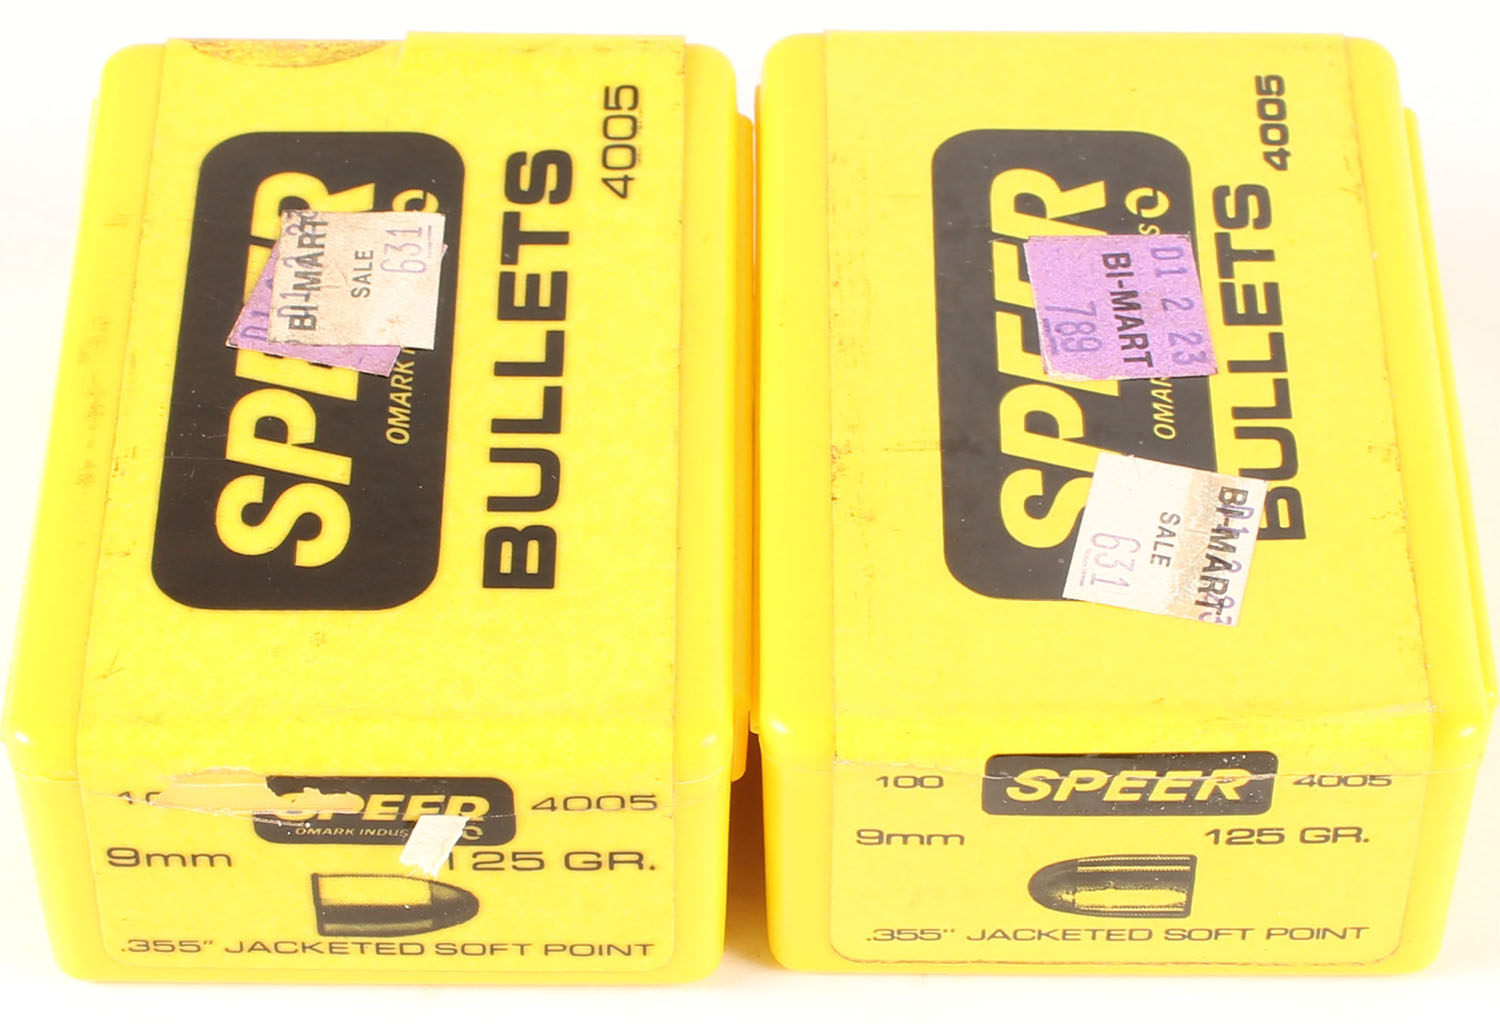 SPEER
OMARK
BULLETS
4005
BI-MART
SALE
631
SPEER
4005
OMARK INDUS
9mm
125 GR.
.355" JACKETED SOFT POINT
SPEER
BULLETS
4005
D1 2 23
BI-MART
789
BI-MART
SALE
631
100
SPEER
4005
9mm
125 GR.
.355" JACKETED SOFT POINT